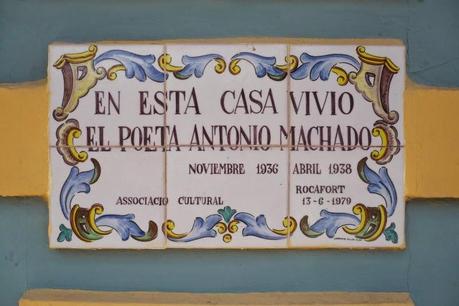 EN ESTA CASA VIVIO
EL POETA ANTONIO MACHADO
NOVIEMBRE 1936 ABRIL 1938
ROCAFORT
ASSOCIACIO CULTURAL 13-6-1979